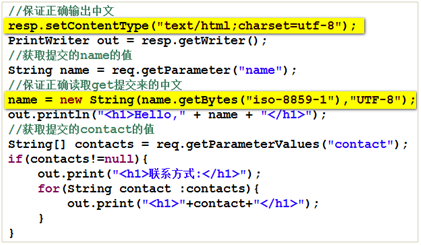 //保证正确输出中文
resp.setContentType("text/html;charset=utf-8");
PrintWriter out = resp.getWriter();
//获取提交的name的值
String name = req.getParameter("name");
//保证正确读取get提交来的中文
name = new String(name.getBytes("iso-8859-1"),"UTF-8");
out.println("<h1>Hello," + name + "</h1>");
//获取提交的contact的值
String[] contacts = req.getParameterValues("contact");
if(contacts!=null){
    out.print("<h1>联系方式:</h1>");
    for(String contact :contacts){
        out.print("<h1>"+contact+"</h1>");
    }
}